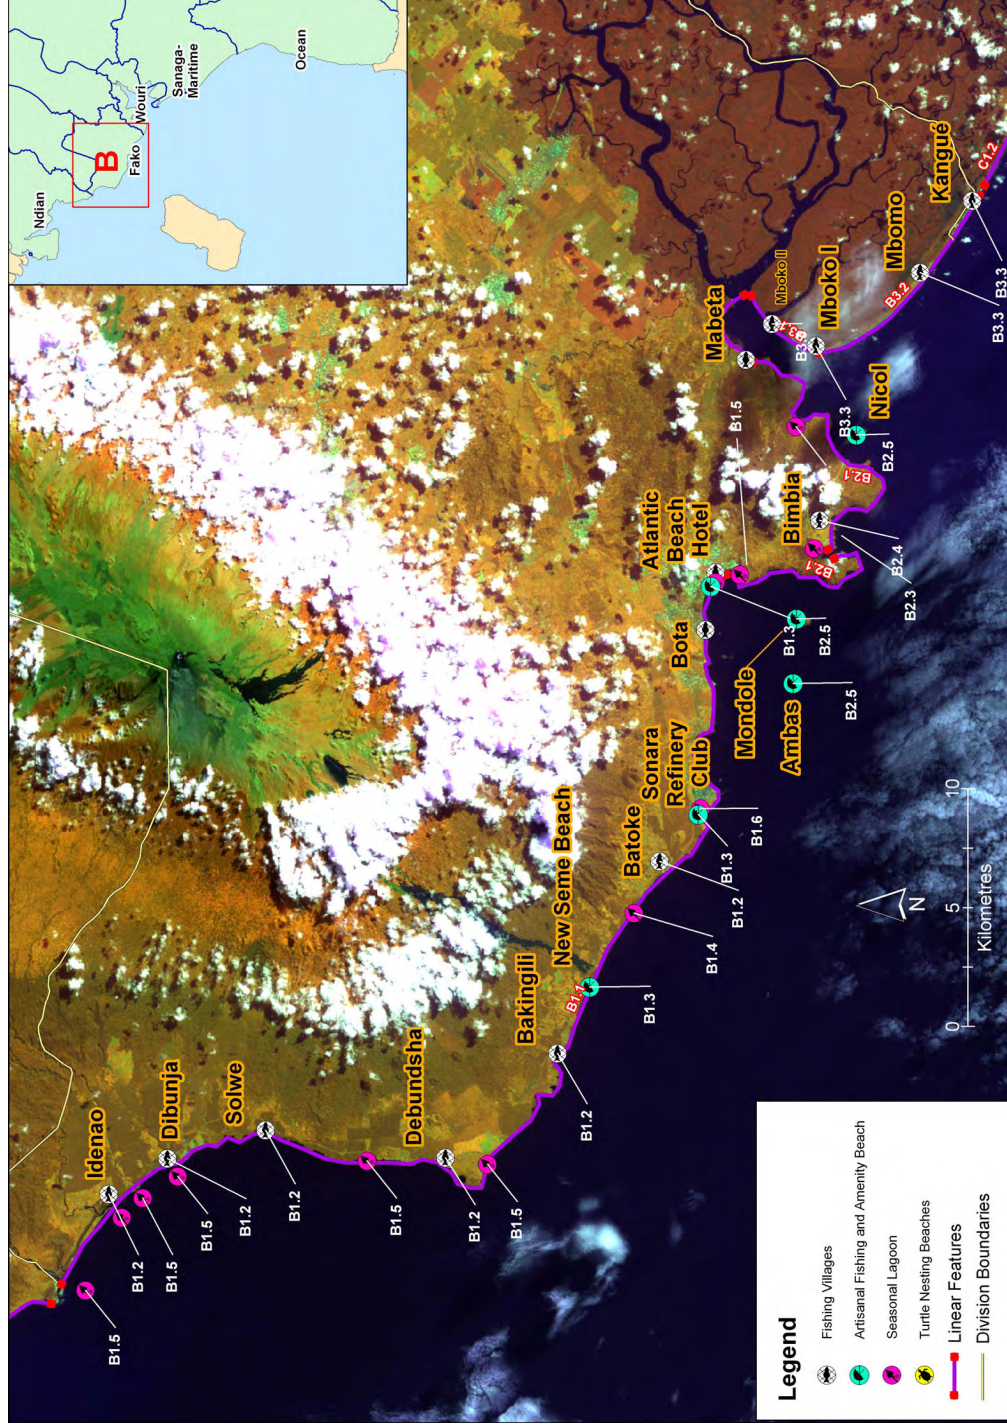 Ndian
B
Fako
Wouri
Sanaga-
Maritime
Ocean
Idenao
Dibunja
Solwe
Debundsha
Bakingili
New Seme Beach
Batoke
Sonara
Refinery
Club
Bota
Atlantic
Beach
Hotel
Mondole
Ambas
Bimbia
Mabeta
Nicol
Mboko II
Mboko I
Mbomo
Kangué
B1.5
B1.2
B1.5
B1.5
B1.2
B1.2
B1.5
B1.2
B1.5
B1.2
B1.1
B1.3
B1.4
B1.2
B1.3
B1.6
B1.3
B2.5
B2.5
B1.5
B2.1
B2.3
B2.4
B2.1
B2.5
B3.3
B3.1
B3.2
B3.3
B3.3
C1.2
N
0
5
10
Kilometres
Legend
Fishing Villages
Artisanal Fishing and Amenity Beach
Seasonal Lagoon
Turtle Nesting Beaches
Linear Features
Division Boundaries